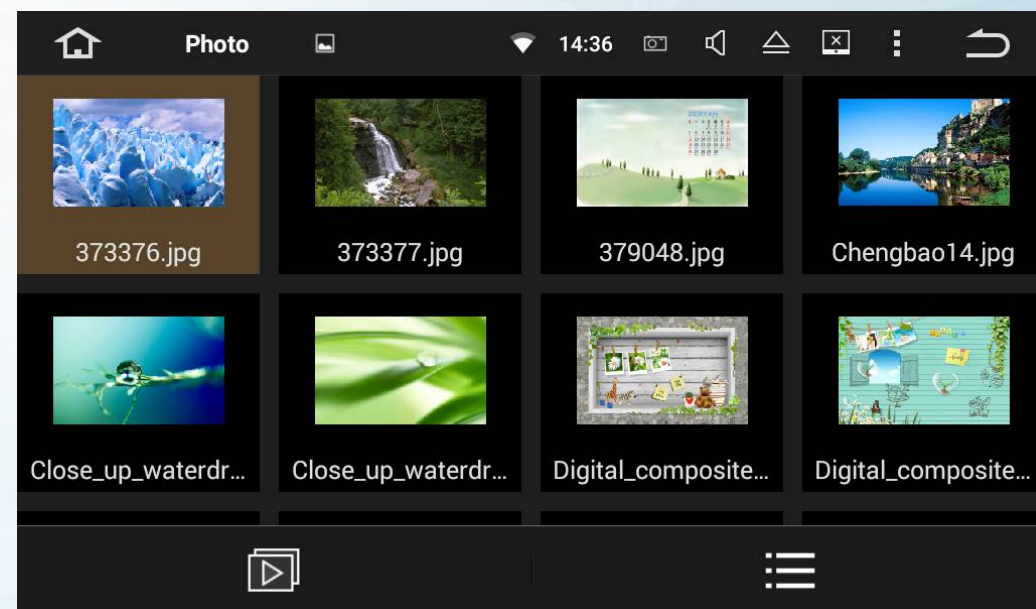 Photo
14:36
373376.jpg
373377.jpg
379048.jpg
Chengbao14.jpg
Close_up_waterdr...
Close_up_waterdr...
Digital_composite...
Digital_composite...